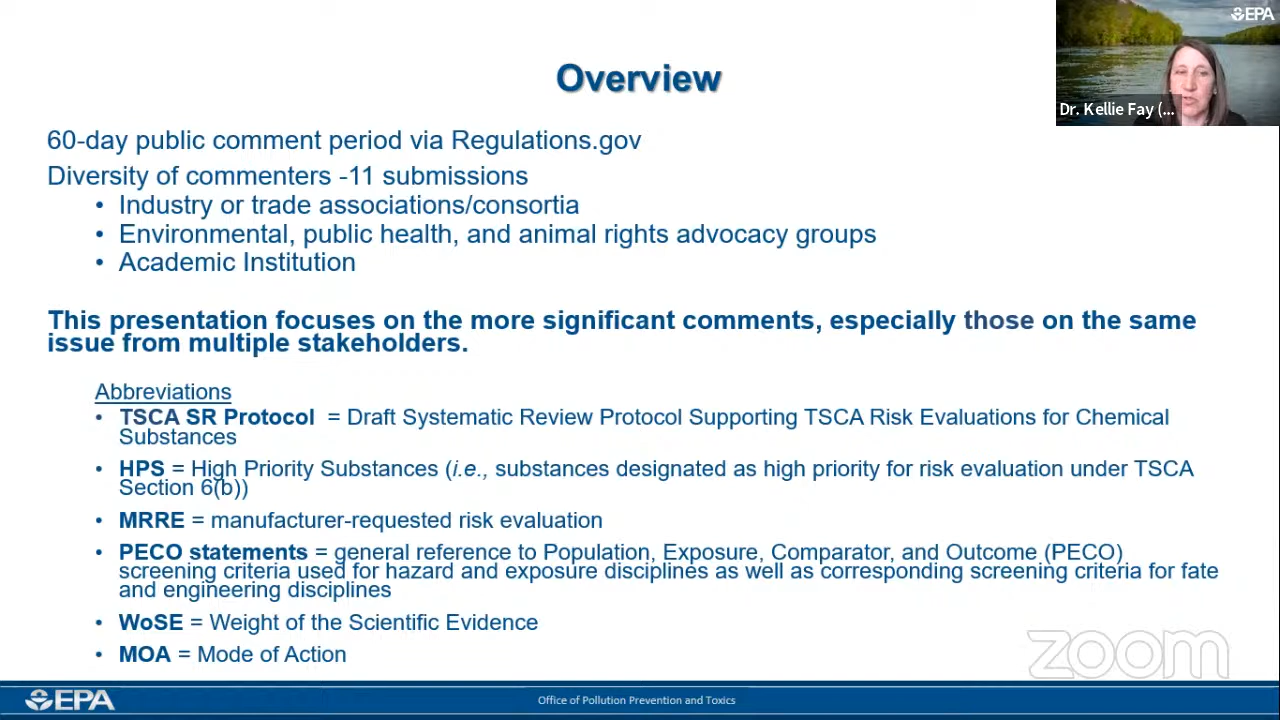 EPA
Dr. Kellie Fay (...
Overview
60-day public comment period via Regulations.gov
Diversity of commenters -11 submissions
• Industry or trade associations/consortia
• Environmental, public health, and animal rights advocacy groups
• Academic Institution
This presentation focuses on the more significant comments, especially those on the same
issue from multiple stakeholders.
Abbreviations
• TSCA SR Protocol = Draft Systematic Review Protocol Supporting TSCA Risk Evaluations for Chemical
Substances
• HPS = High Priority Substances (i.e., substances designated as high priority for risk evaluation under TSCA
Section 6(b))
• MRRE = manufacturer-requested risk evaluation
• PECO statements = general reference to Population, Exposure, Comparator, and Outcome (PECO)
screening criteria used for hazard and exposure disciplines as well as corresponding screening criteria for fate
and engineering disciplines
• WoSE = Weight of the Scientific Evidence
• MOA = Mode of Action
zoom
EPA
Office of Pollution Prevention and Toxics